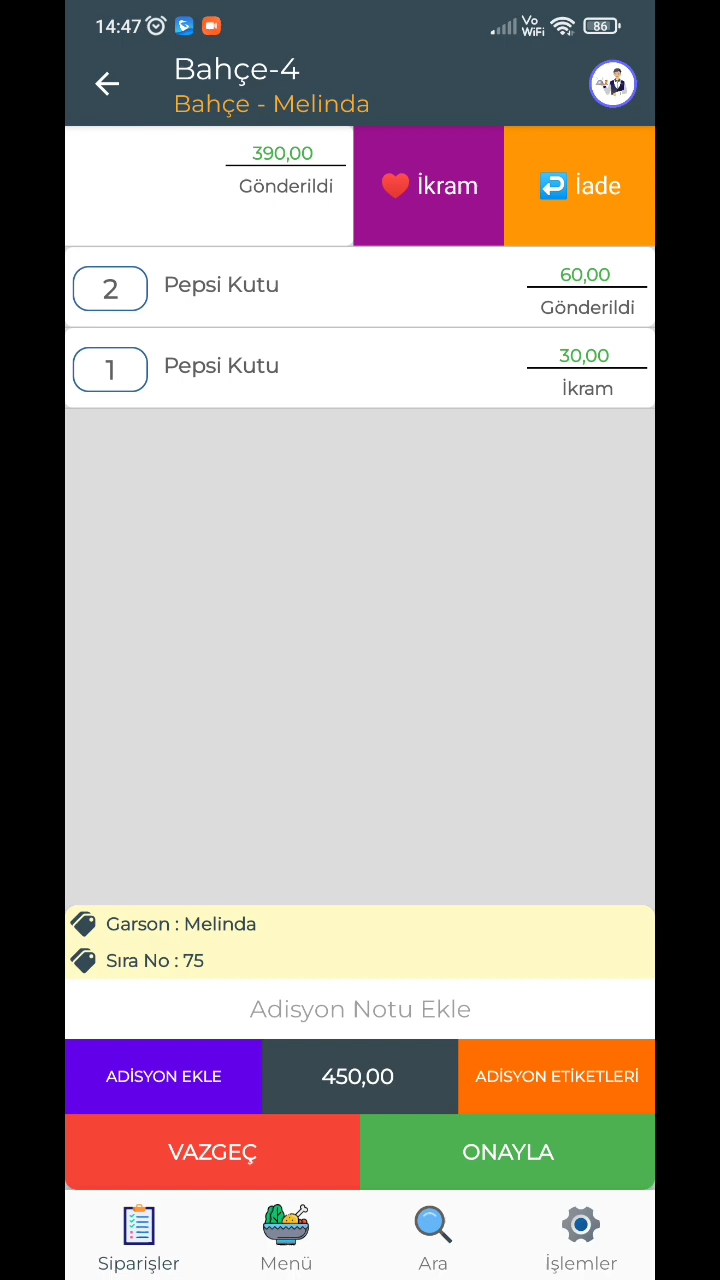 14:47
Vo
WiFi
86
Bahçe-4
Bahçe - Melinda
390,00
Gönderildi
İkram
İade
2
Pepsi Kutu
60,00
Gönderildi
1
Pepsi Kutu
30,00
İkram
Garson : Melinda
Sıra No : 75
Adisyon Notu Ekle
ADİSYON EKLE
450,00
ADİSYON ETİKETLERİ
VAZGEÇ
ONAYLA
Siparişler
Menü
Ara
İşlemler